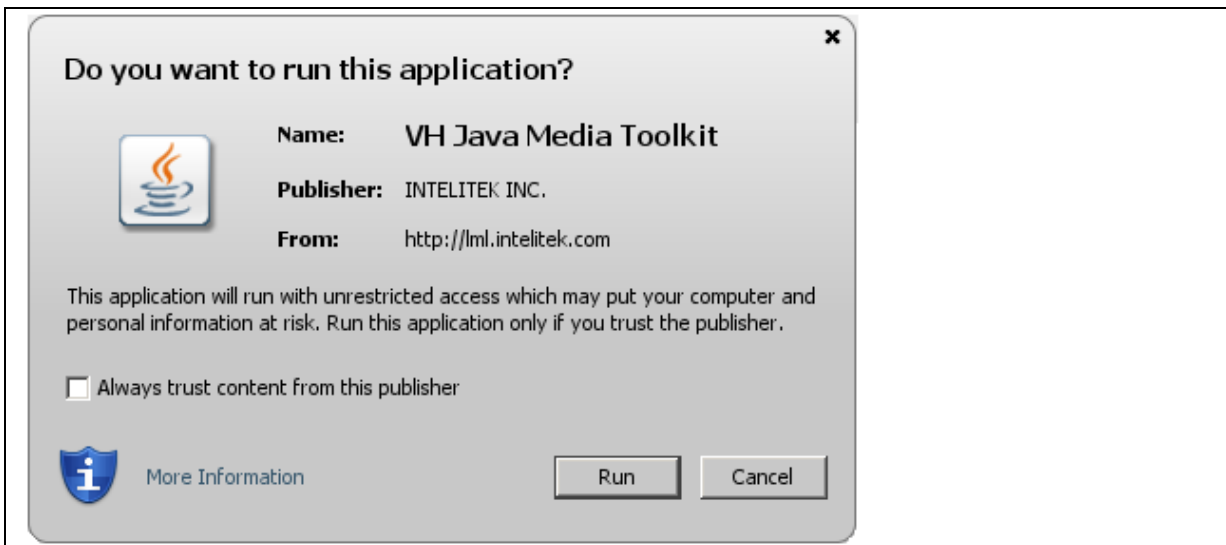 Do you want to run this application?
Name: VH Java Media Toolkit
Publisher: INTELITEK INC.
From: http://lml.intelitek.com
This application will run with unrestricted access which may put your computer and
personal information at risk. Run this application only if you trust the publisher.
Always trust content from this publisher
More Information Run Cancel